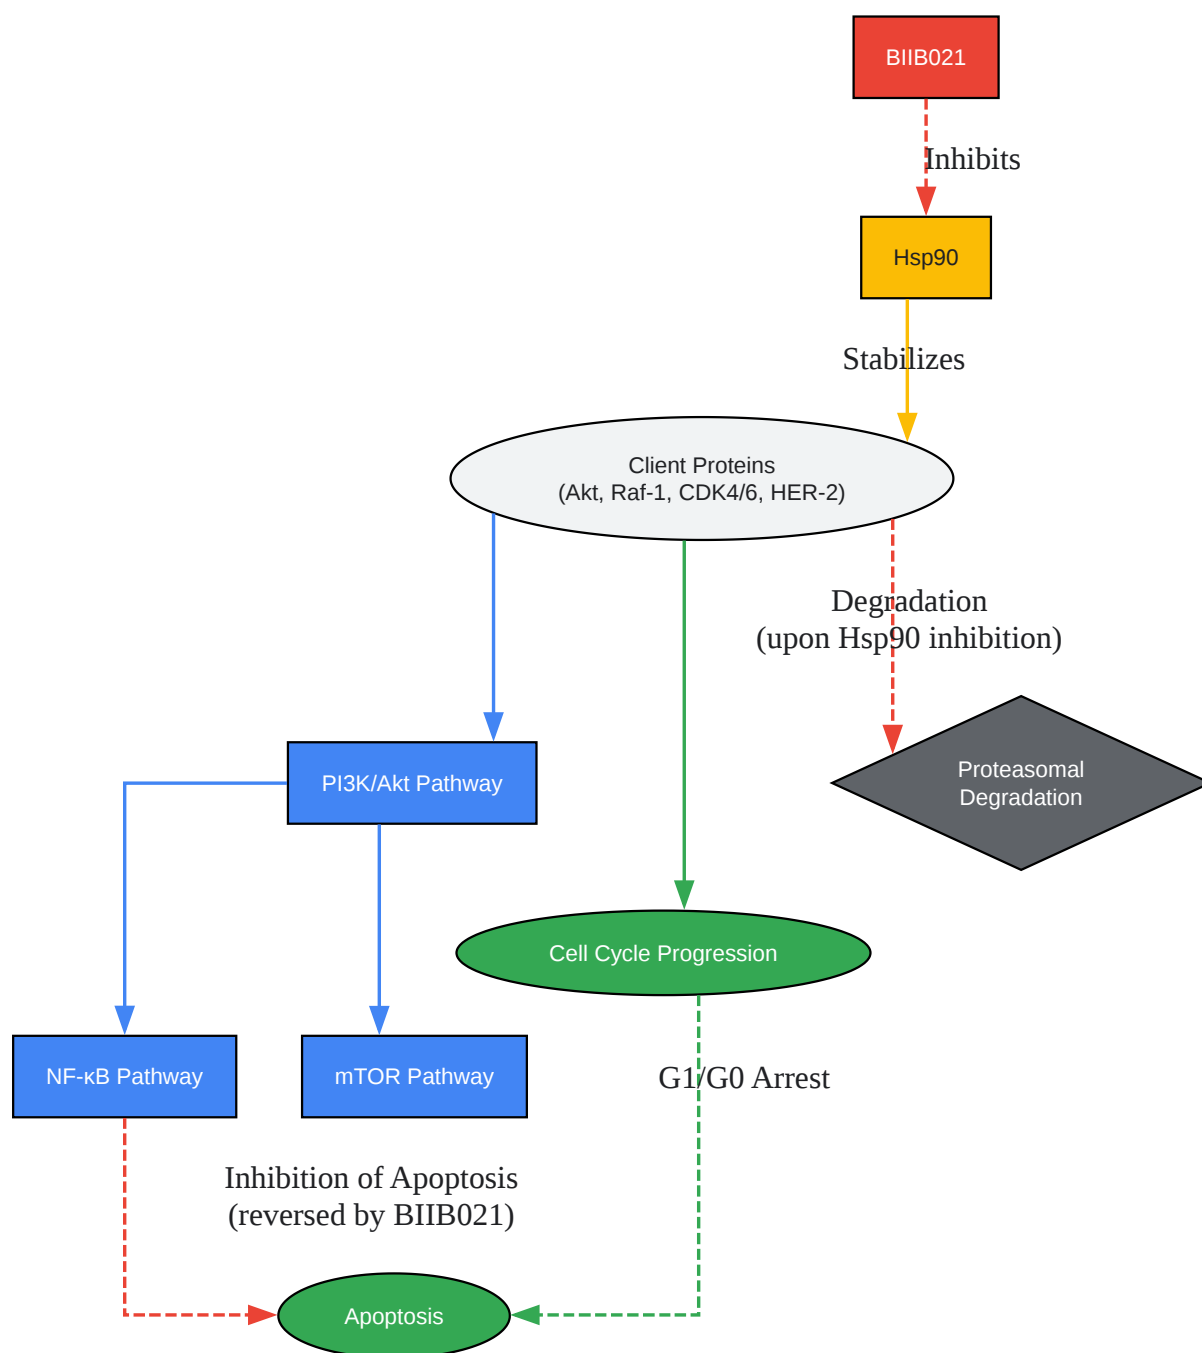 BIIB021
Inhibits
Hsp90
Stabilizes
Client Proteins
(Akt, Raf-1, CDK4/6, HER-2)
Degradation
(upon Hsp90 inhibition)
PI3K/Akt Pathway
Proteasomal
Degradation
Cell Cycle Progression
NF-κB Pathway
mTOR Pathway
G1/G0 Arrest
Inhibition of Apoptosis
(reversed by BIIB021)
Apoptosis